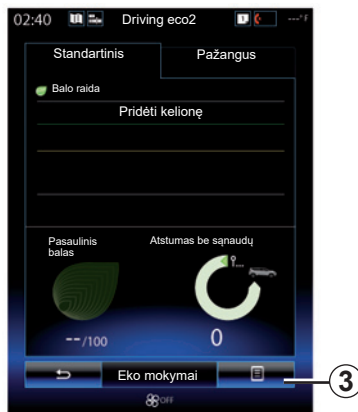 02:40 Driving eco2 1 ---°F
Standartinis Pažangus
Balo raida
Pridėti kelionę
Pasaulinis balas
Atstumas be sąnaudų
--/100 0
Eko mokymai
OFF
3